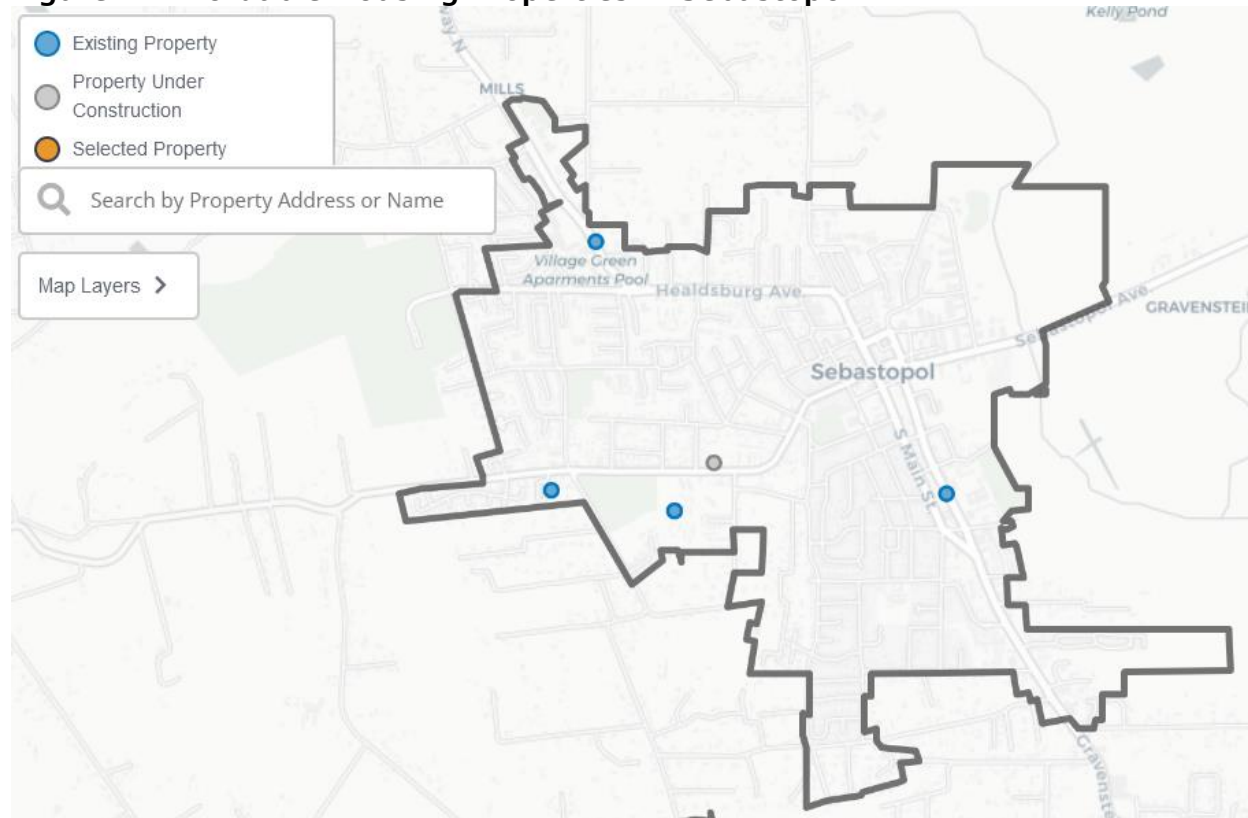 Kelly Pond
Existing Property
Property Under
Construction
Selected Property
MILLS
Search by Property Address or Name
Map Layers
Village Green
Aparments Pool
Healdsburg Ave.
Sebastopol Ave.
GRAVENSTEI
Sebastopol
S Main St.
Gravenste